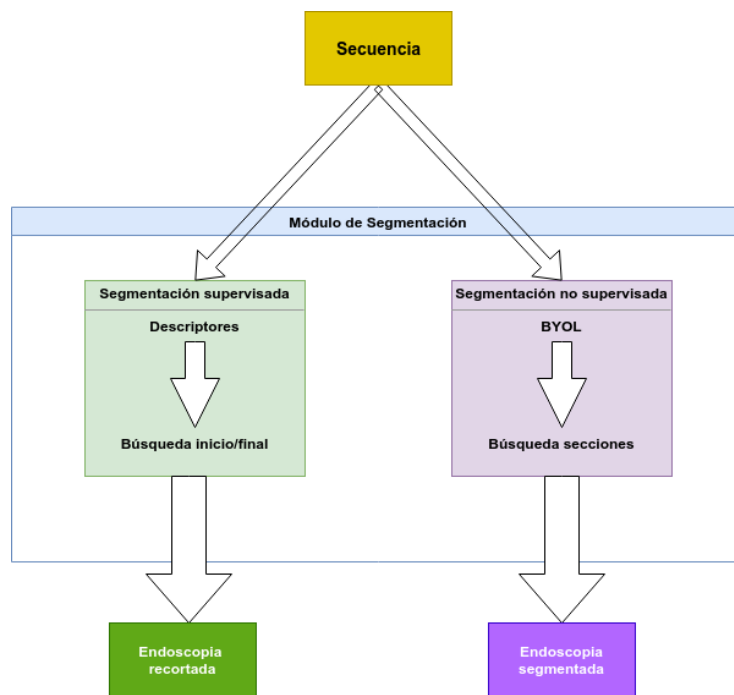 Secuencia
Módulo de Segmentación
Segmentación supervisada
Descriptores
Búsqueda inicio/final
Segmentación no supervisada
BYOL
Búsqueda secciones
Endoscopia
recortada
Endoscopia
segmentada